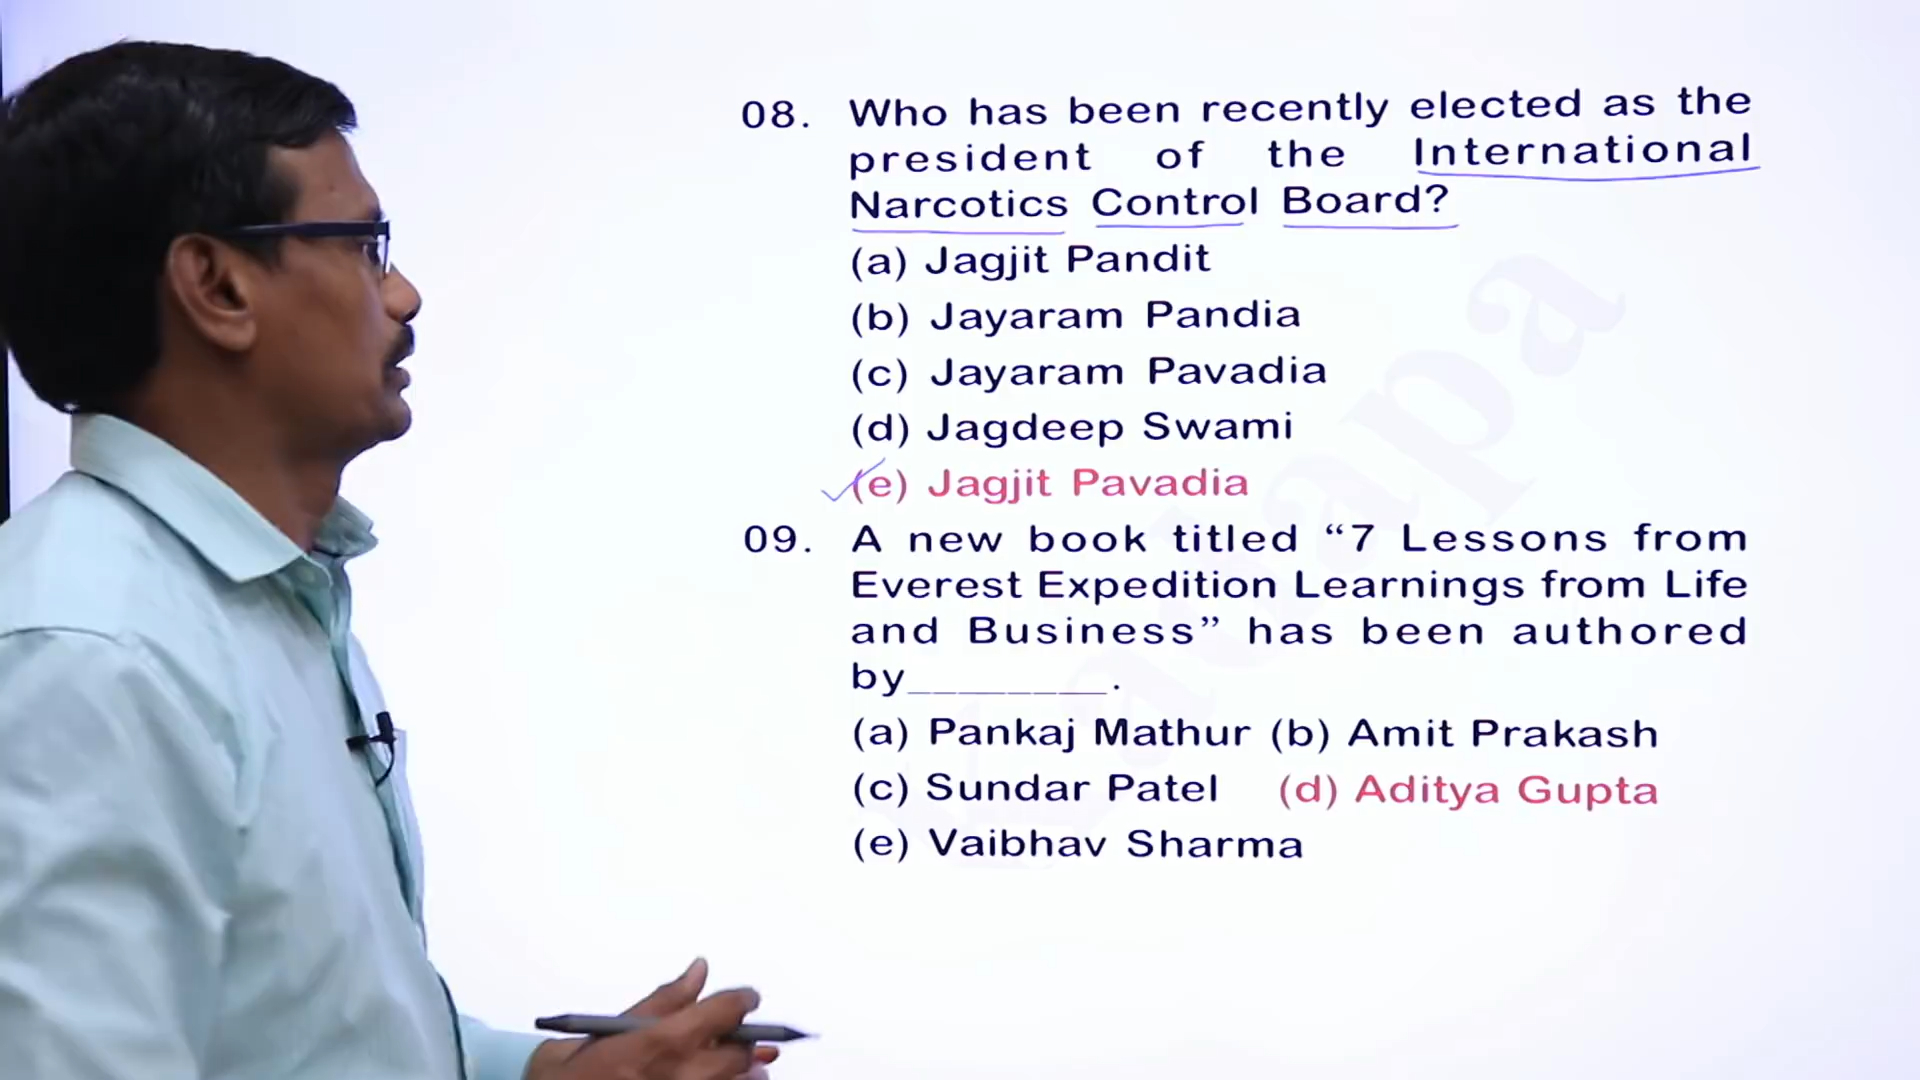 08. Who has been recently elected as the
president of the International
Narcotics Control Board?
(a) Jagjit Pandit
(b) Jayaram Pandia
(c) Jayaram Pavadia
(d) Jagdeep Swami
(e) Jagjit Pavadia
09. A new book titled “7 Lessons from
Everest Expedition Learnings from Life
and Business” has been authored
by________.
(a) Pankaj Mathur (b) Amit Prakash
(c) Sundar Patel (d) Aditya Gupta
(e) Vaibhav Sharma